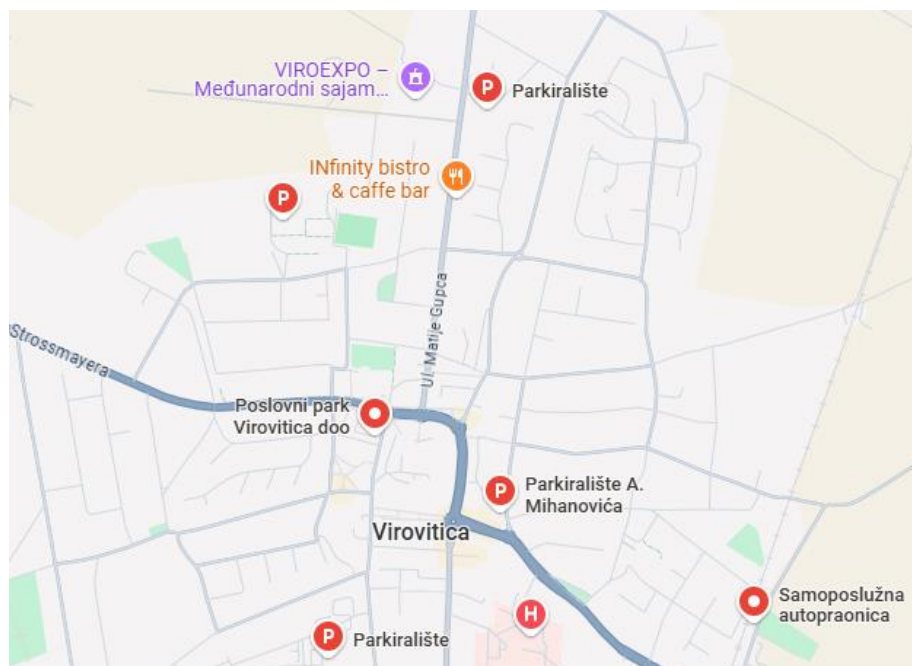 VIROEXPO –
Međunarodni sajam...
P
Parkiralište
INfinity bistro
& caffe bar
P
Ul. Matije Gupca
Strossmayera
Poslovni park
Virovitica doo
P
Parkiralište A.
Mihanovića
Virovitica
Samoposlužna
autopraonica
H
P
Parkiralište